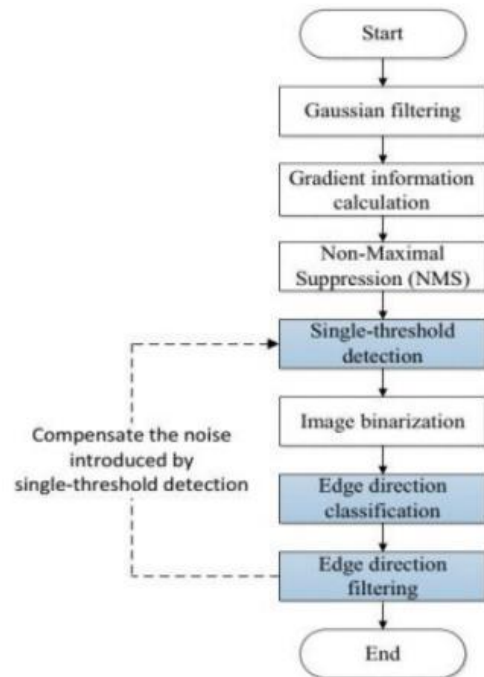 Start
Gaussian filtering
Gradient information
calculation
Non-Maximal
Suppression (NMS)
Single-threshold
detection
Image binarization
Compensate the noise
introduced by
single-threshold detection
Edge direction
classification
Edge direction
filtering
End